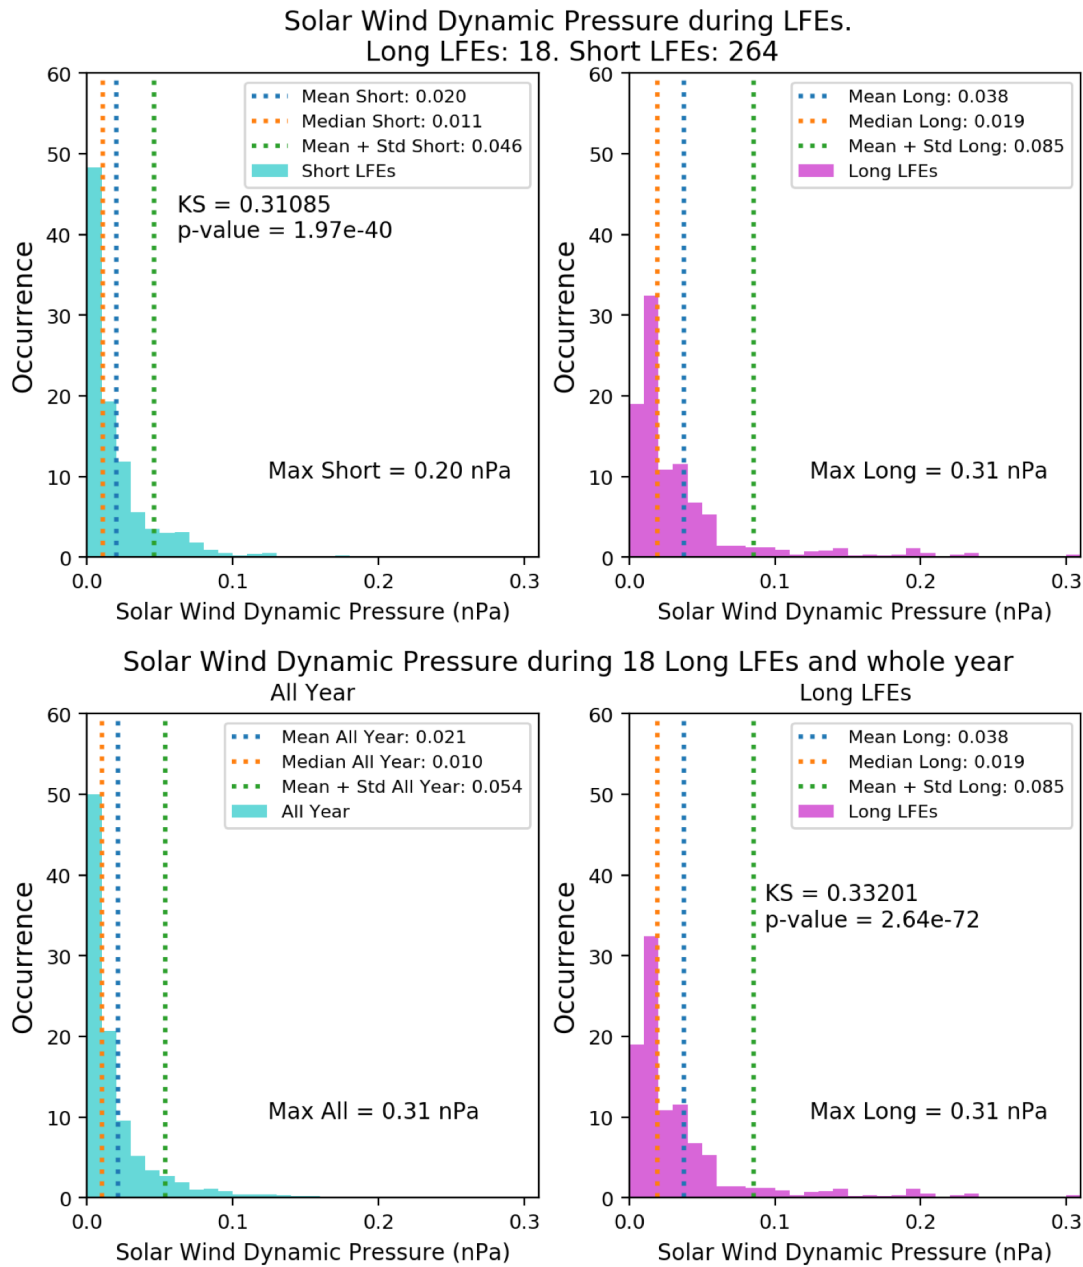 Solar Wind Dynamic Pressure during LFEs.
Long LFEs: 18. Short LFEs: 264
60
50
40
30
20
10
0
Occurrence
Mean Short: 0.020
Median Short: 0.011
Mean + Std Short: 0.046
Short LFEs
KS = 0.31085
p-value = 1.97e-40
Max Short = 0.20 nPa
0.0 0.1 0.2 0.3
Solar Wind Dynamic Pressure (nPa)
60
50
40
30
20
10
0
Occurrence
Mean Long: 0.038
Median Long: 0.019
Mean + Std Long: 0.085
Long LFEs
Max Long = 0.31 nPa
0.0 0.1 0.2 0.3
Solar Wind Dynamic Pressure (nPa)
Solar Wind Dynamic Pressure during 18 Long LFEs and whole year
All Year
60
50
40
30
20
10
0
Occurrence
Mean All Year: 0.021
Median All Year: 0.010
Mean + Std All Year: 0.054
All Year
Max All = 0.31 nPa
0.0 0.1 0.2 0.3
Solar Wind Dynamic Pressure (nPa)
Long LFEs
60
50
40
30
20
10
0
Occurrence
Mean Long: 0.038
Median Long: 0.019
Mean + Std Long: 0.085
Long LFEs
KS = 0.33201
p-value = 2.64e-72
Max Long = 0.31 nPa
0.0 0.1 0.2 0.3
Solar Wind Dynamic Pressure (nPa)